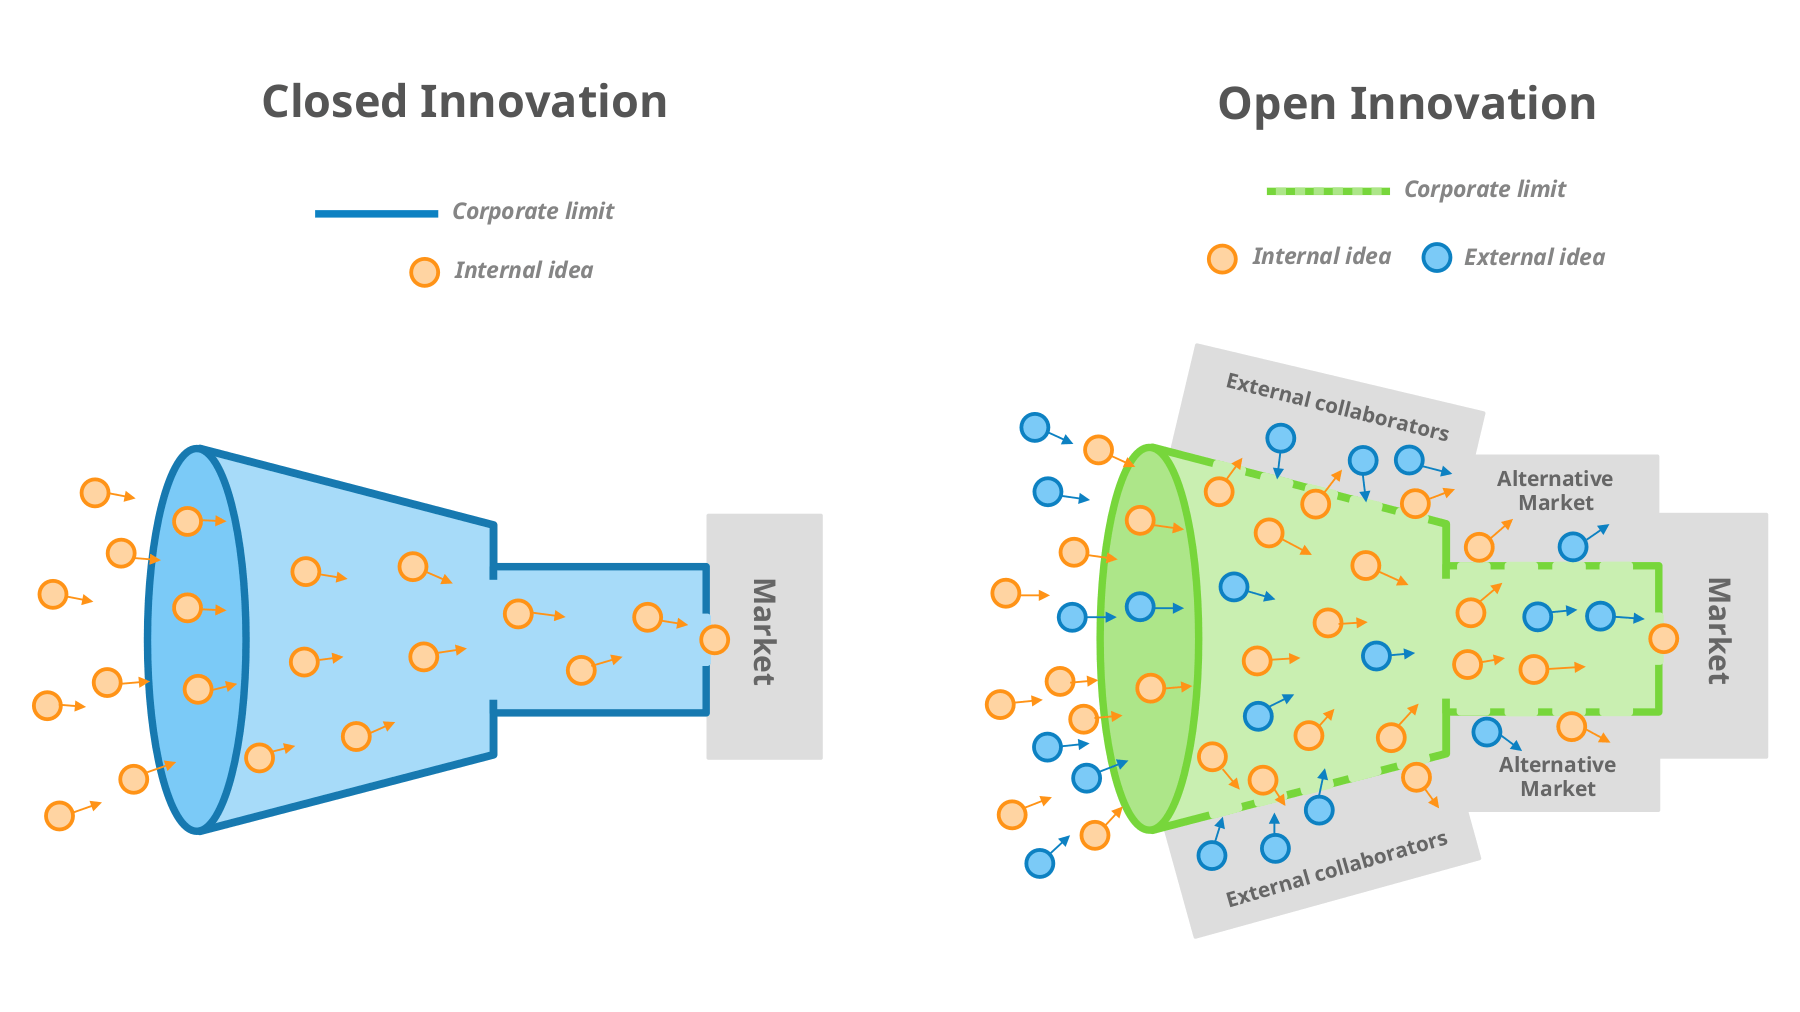 Closed Innovation
Corporate limit
Internal idea
Market
Open Innovation
Corporate limit
Internal idea
External idea
External collaborators
Alternative
Market
Market
Alternative
Market
External collaborators